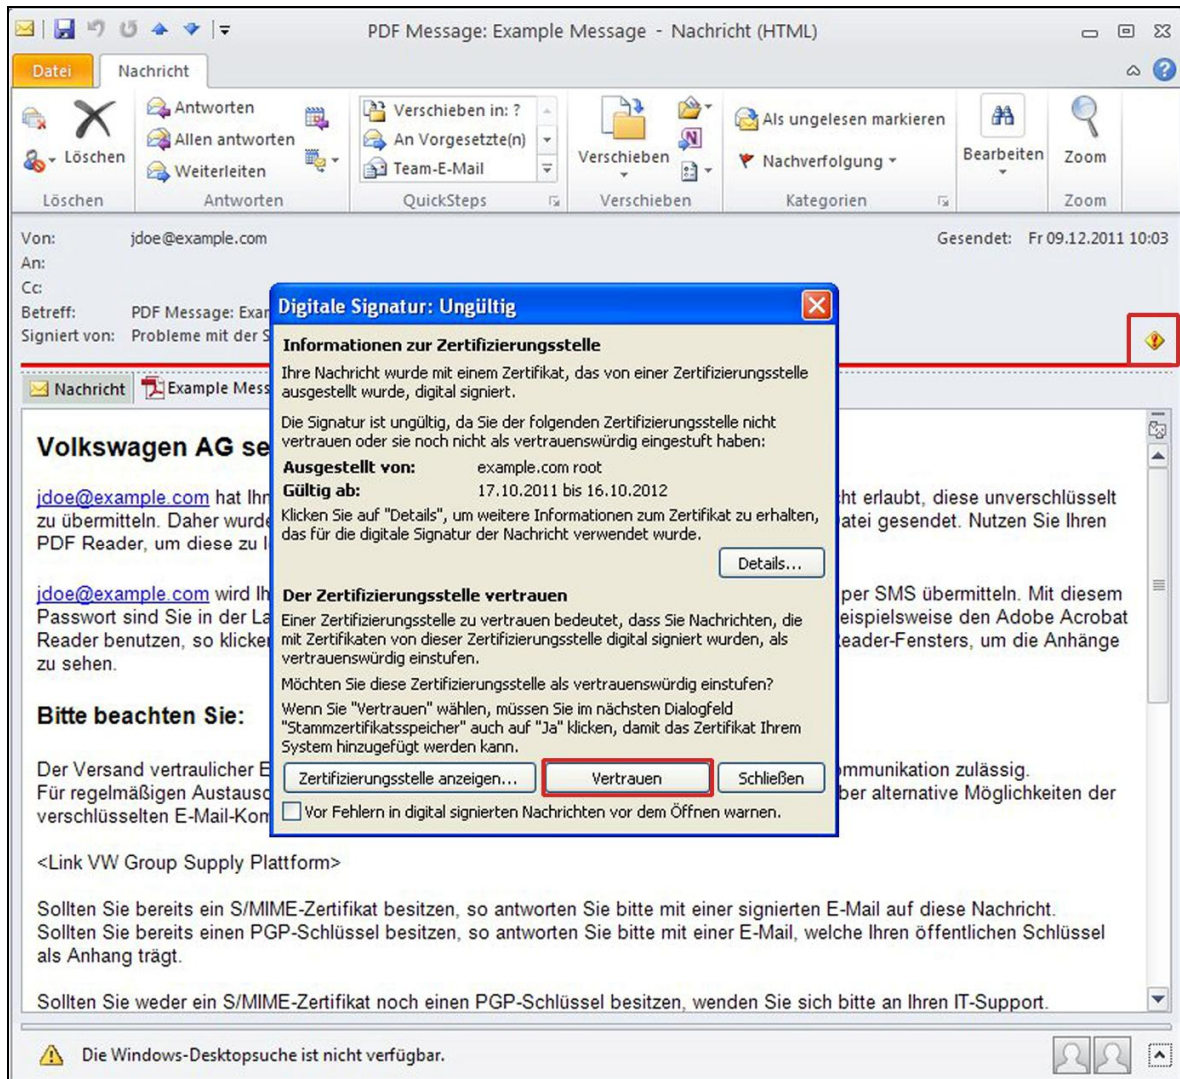 PDF Message: Example Message - Nachricht (HTML)
Datei Nachricht
Löschen
Antworten
Allen antworten
Weiterleiten
Verschieben in: ?
An Vorgesetzte(n)
Team-E-Mail
Verschieben
Als ungelesen markieren
Nachverfolgung
Bearbeiten
Zoom
Löschen Antworten QuickSteps Verschieben Kategorien Zoom
Von: jdoe@example.com Gesendet: Fr 09.12.2011 10:03
An:
Cc:
Betreff: PDF Message: Exar
Signiert von: Probleme mit der S
Nachricht Example Mess
Digitale Signatur: Ungültig
Informationen zur Zertifizierungsstelle
Ihre Nachricht wurde mit einem Zertifikat, das von einer Zertifizierungsstelle
ausgestellt wurde, digital signiert.
Die Signatur ist ungültig, da Sie der folgenden Zertifizierungsstelle nicht
vertrauen oder sie noch nicht als vertrauenswürdig eingestuft haben:
Ausgestellt von: example.com root
Gültig ab: 17.10.2011 bis 16.10.2012
Klicken Sie auf "Details", um weitere Informationen zum Zertifikat zu erhalten,
das für die digitale Signatur der Nachricht verwendet wurde.
Details...
Der Zertifizierungsstelle vertrauen
Einer Zertifizierungsstelle zu vertrauen bedeutet, dass Sie Nachrichten, die
mit Zertifikaten von dieser Zertifizierungsstelle digital signiert wurden, als
vertrauenswürdig einstufen.
Möchten Sie diese Zertifizierungsstelle als vertrauenswürdig einstufen?
Wenn Sie "Vertrauen" wählen, müssen Sie im nächsten Dialogfeld
"Stammzertifikatsspeicher" auch auf "Ja" klicken, damit das Zertifikat Ihrem
System hinzugefügt werden kann.
Zertifizierungsstelle anzeigen... Vertrauen Schließen
Vor Fehlern in digital signierten Nachrichten vor dem Öffnen warnen.
Volkswagen AG se
jdoe@example.com hat Ihr cht erlaubt, diese unverschlüsselt
zu übermitteln. Daher wurde atei gesendet. Nutzen Sie Ihren
PDF Reader, um diese zu l
jdoe@example.com wird Ih per SMS übermitteln. Mit diesem
Passwort sind Sie in der La eispielsweise den Adobe Acrobat
Reader benutzen, so klicke eader-Fensters, um die Anhänge
zu sehen.
Bitte beachten Sie:
Der Versand vertraulicher E ommunikation zulässig.
Für regelmäßigen Austausc ber alternative Möglichkeiten der
verschlüsselten E-Mail-Kom
<Link VW Group Supply Plattform>
Sollten Sie bereits ein S/MIME-Zertifikat besitzen, so antworten Sie bitte mit einer signierten E-Mail auf diese Nachricht.
Sollten Sie bereits einen PGP-Schlüssel besitzen, so antworten Sie bitte mit einer E-Mail, welche Ihren öffentlichen Schlüssel
als Anhang trägt.
Sollten Sie weder ein S/MIME-Zertifikat noch einen PGP-Schlüssel besitzen, wenden Sie sich bitte an Ihren IT-Support.
Die Windows-Desktopsuche ist nicht verfügbar.